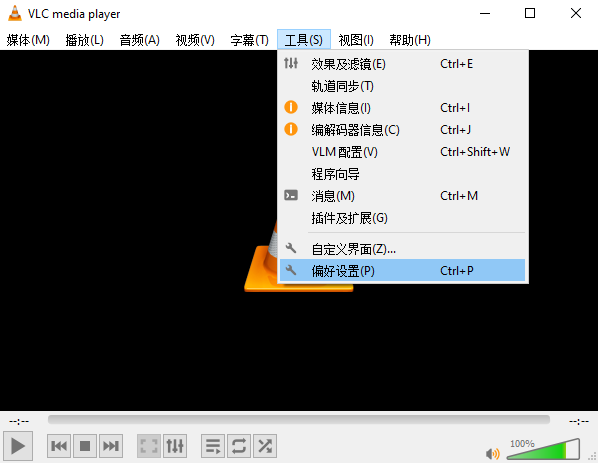 VLC media player
媒体(M) 播放(L) 音频(A) 视频(V) 字幕(T) 工具(S) 视图(I) 帮助(H)
效果及滤镜(E) Ctrl+E
轨道同步(T)
媒体信息(I) Ctrl+I
编解码器信息(C) Ctrl+J
VLM 配置(V) Ctrl+Shift+W
程序向导
消息(M) Ctrl+M
插件及扩展(G)
自定义界面(Z)...
偏好设置(P) Ctrl+P
--:-- --:--
100%